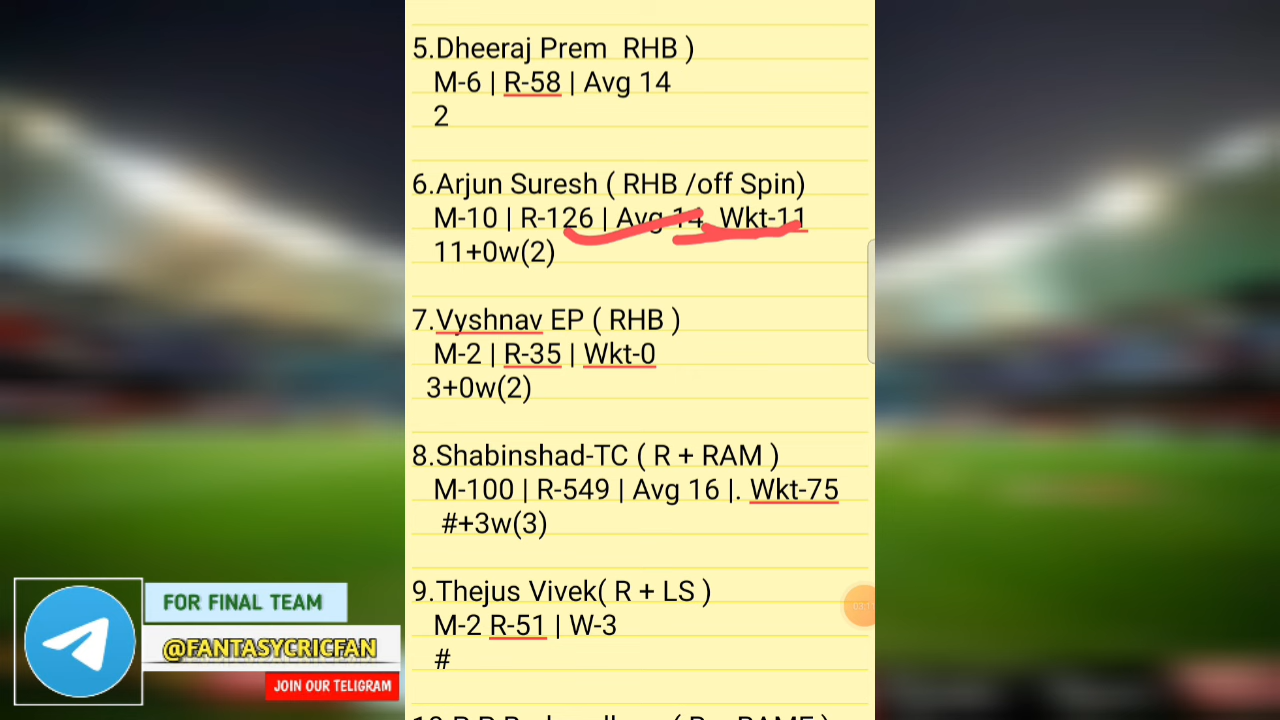 5.Dheeraj Prem  RHB )
M-6 | R-58 | Avg 14
2
6.Arjun Suresh ( RHB /off Spin)
M-10 | R-126 | Avg 14  Wkt-11
11+0w(2)
7.Vyshnav EP ( RHB )
M-2 | R-35 | Wkt-0
3+0w(2)
8.Shabinshad-TC ( R + RAM )
M-100 | R-549 | Avg 16 |. Wkt-75
#+3w(3)
9.Thejus Vivek( R + LS )
M-2 R-51 | W-3
#
FOR FINAL TEAM
@FANTASYCRICFAN
JOIN OUR TELIGRAM